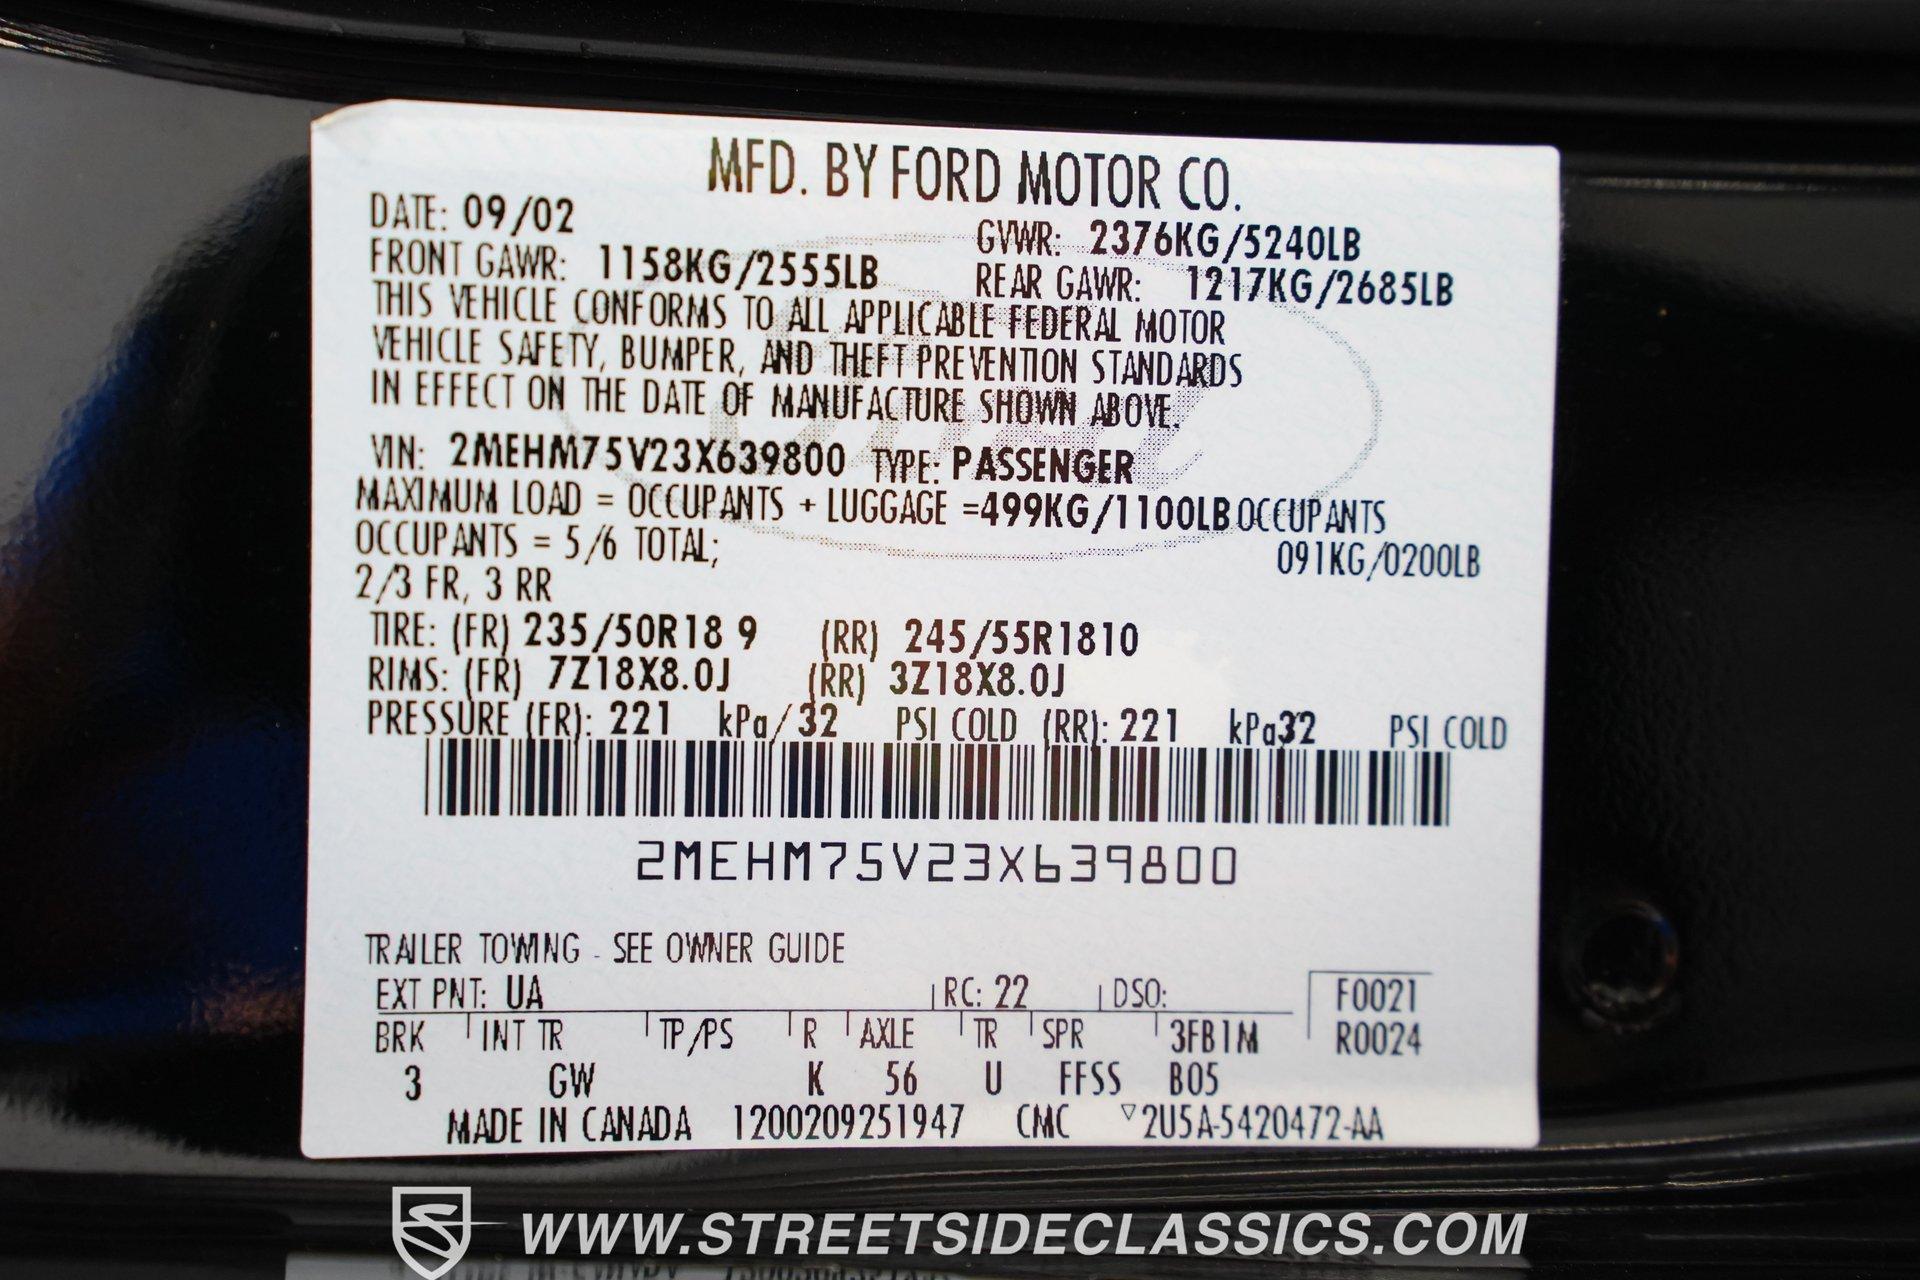 MFD. BY FORD MOTOR CO.
DATE: 09/02
GVWR: 2376KG/5240LB
FRONT GAWR: 1158KG/2555LB
REAR GAWR: 1217KG/2685LB
THIS VEHICLE CONFORMS TO ALL APPLICABLE FEDERAL MOTOR
VEHICLE SAFETY, BUMPER, AND THEFT PREVENTION STANDARDS
IN EFFECT ON THE DATE OF MANUFACTURE SHOWN ABOVE.
VIN: 2MEHM75V23X639800 TYPE: PASSENGER
MAXIMUM LOAD = OCCUPANTS + LUGGAGE =499KG/1100LB OCCUPANTS
OCCUPANTS = 5/6 TOTAL; 091KG/0200LB
2/3 FR, 3 RR
TIRE: (FR) 235/50R18 9 (RR) 245/55R1810
RIMS: (FR) 7Z18X8.0J (RR) 3Z18X8.0J
PRESSURE (FR): 221 kPa/ 32 PSI COLD (RR): 221 kPa32 PSI COLD
2MEHM75V23X639800
TRAILER TOWING - SEE OWNER GUIDE
EXT PNT: UA RC: 22 DSO: F0021
BRK INT TR TP/PS R AXLE TR SPR 3FB1M R0024
3 GW K 56 U FFSS B05
MADE IN CANADA 1200209251947 CMC ▽2U5A-5420472-AA
WWW.STREETSIDECLASSICS.COM